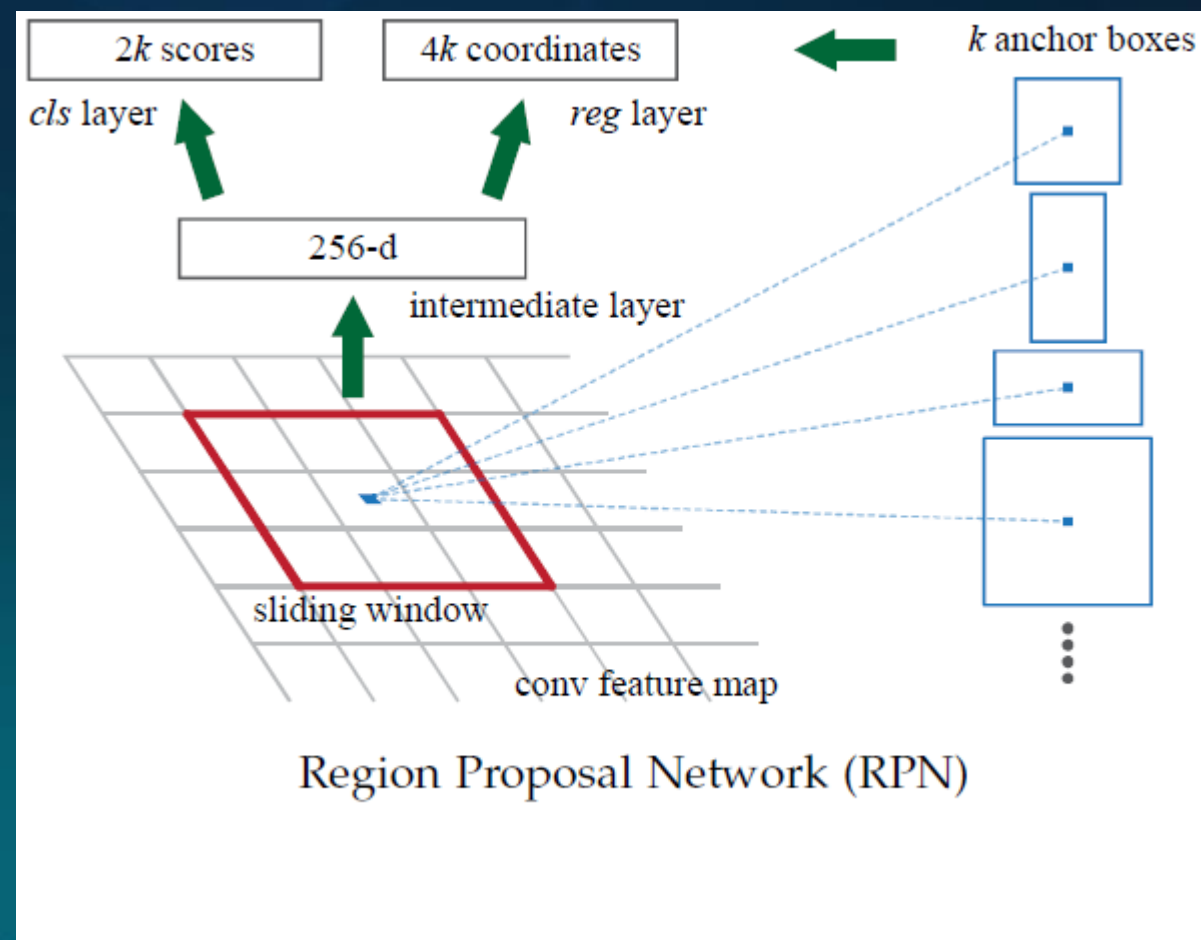 2k scores
4k coordinates
k anchor boxes
cls layer
reg layer
256-d
intermediate layer
sliding window
conv feature map
Region Proposal Network (RPN)